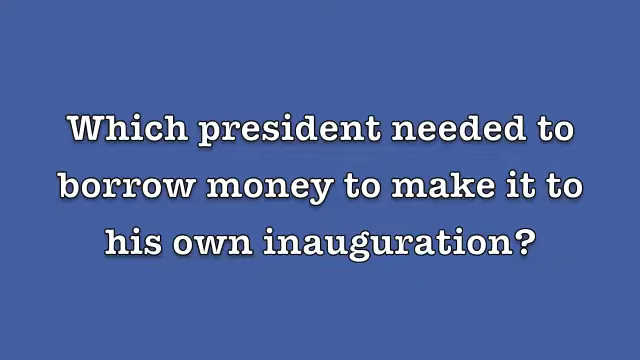 Which president needed to
borrow money to make it to
his own inauguration?